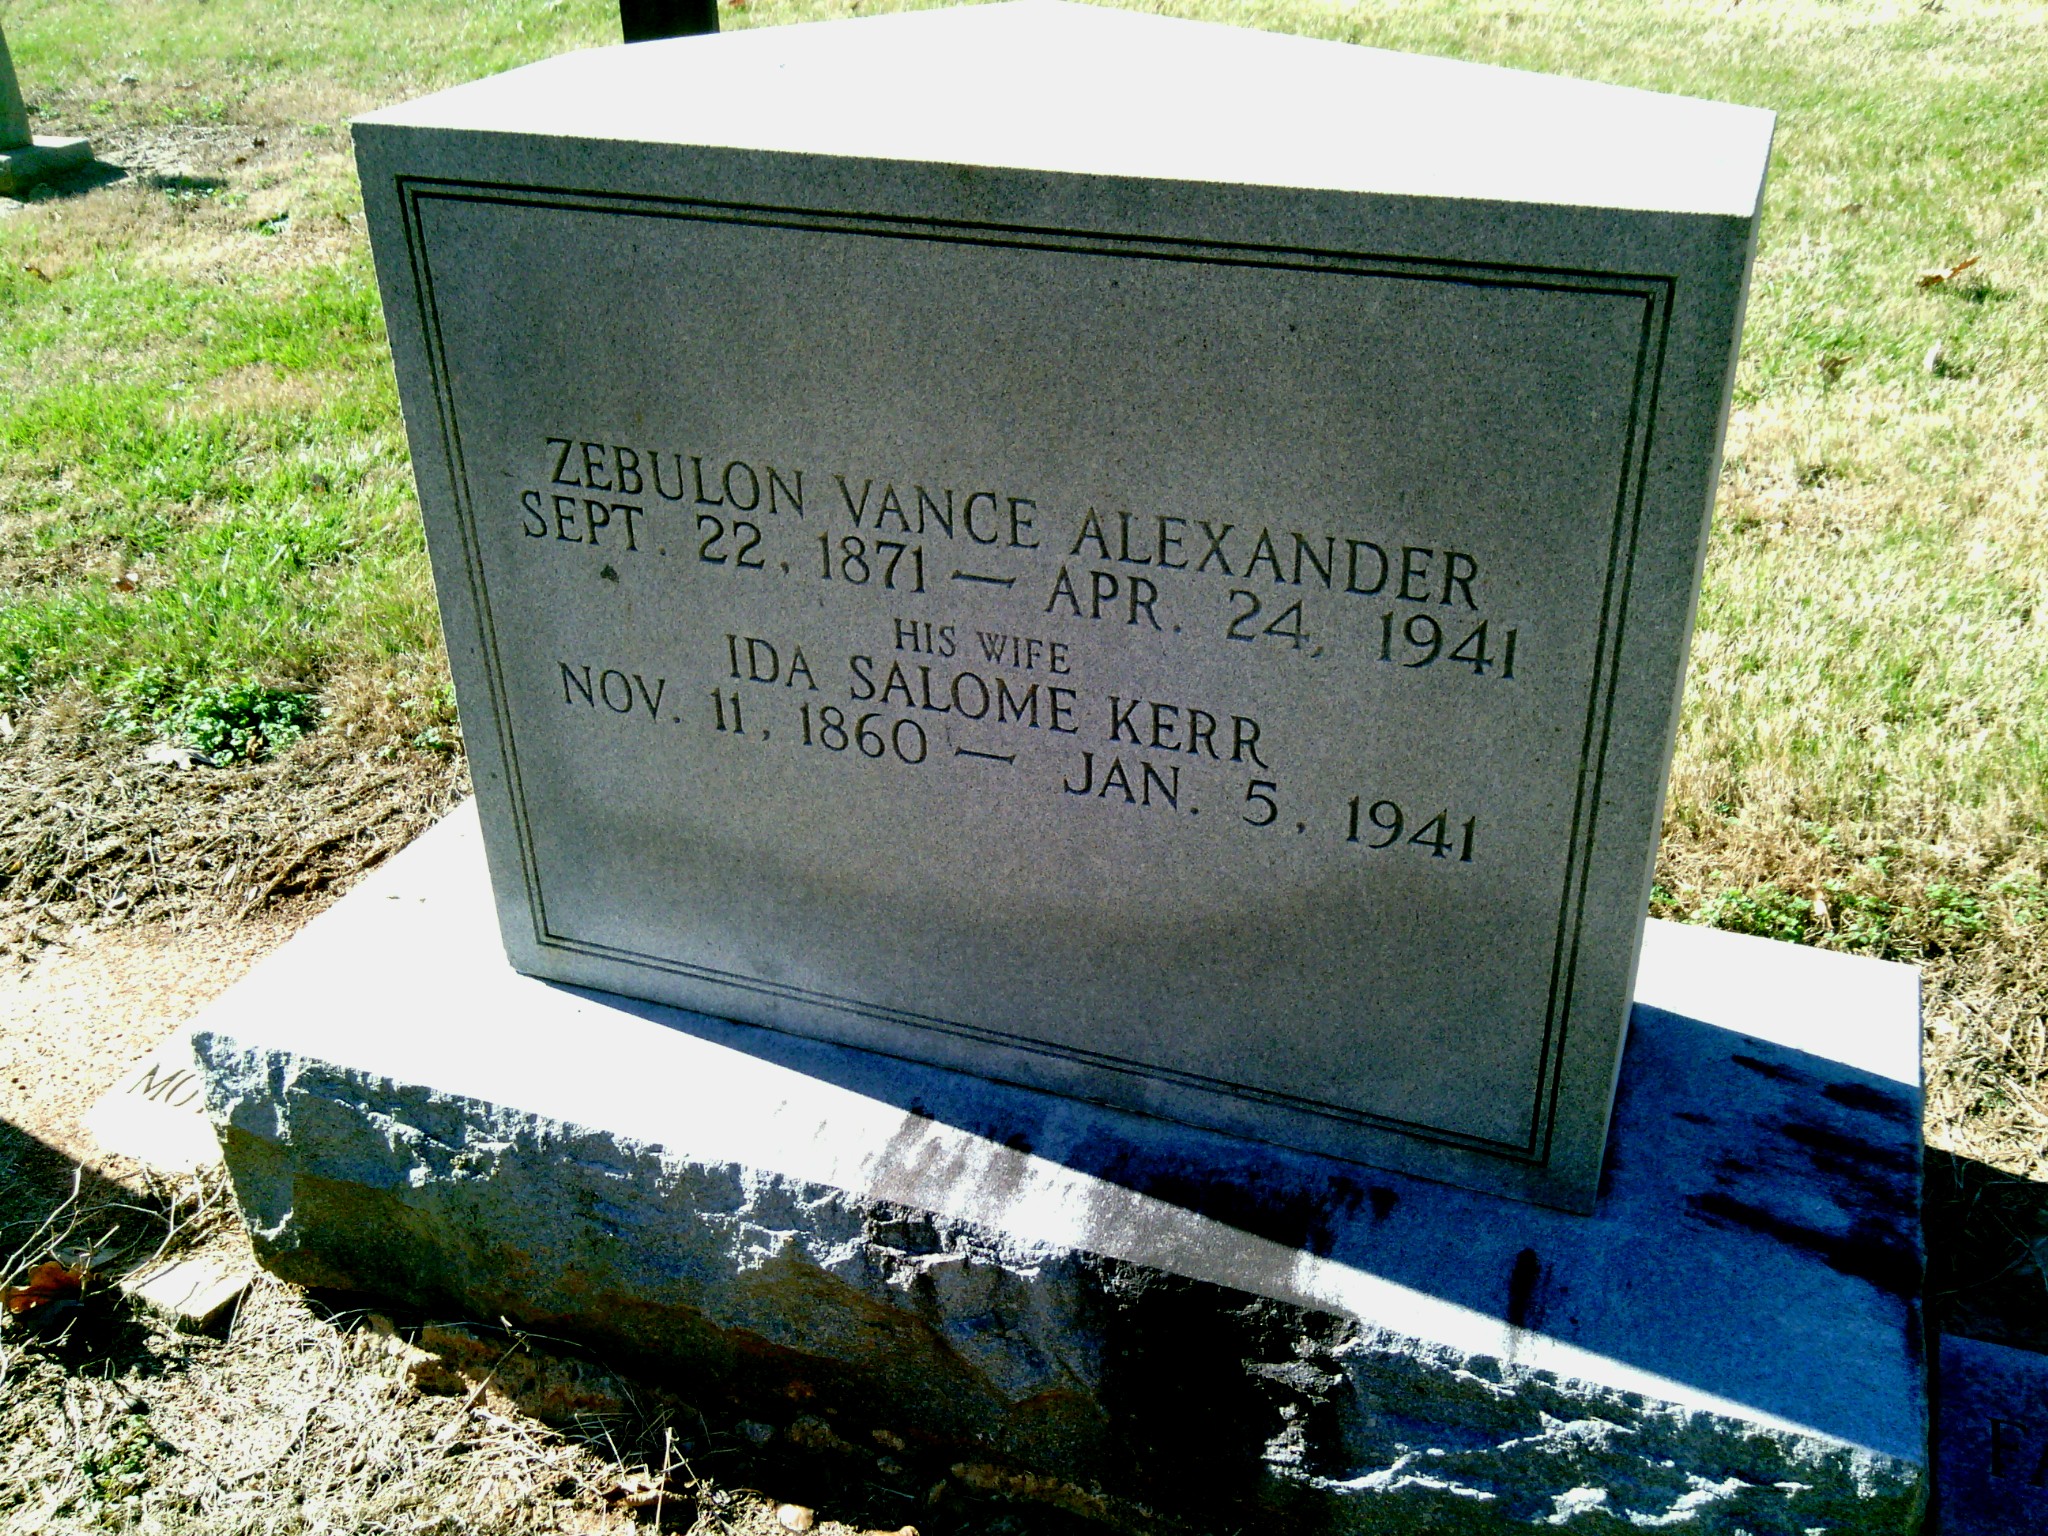 ZEBULON VANCE ALEXANDER
SEPT. 22, 1871 — APR. 24, 1941
HIS WIFE
IDA SALOME KERR
NOV. 11, 1860 — JAN. 5, 1941